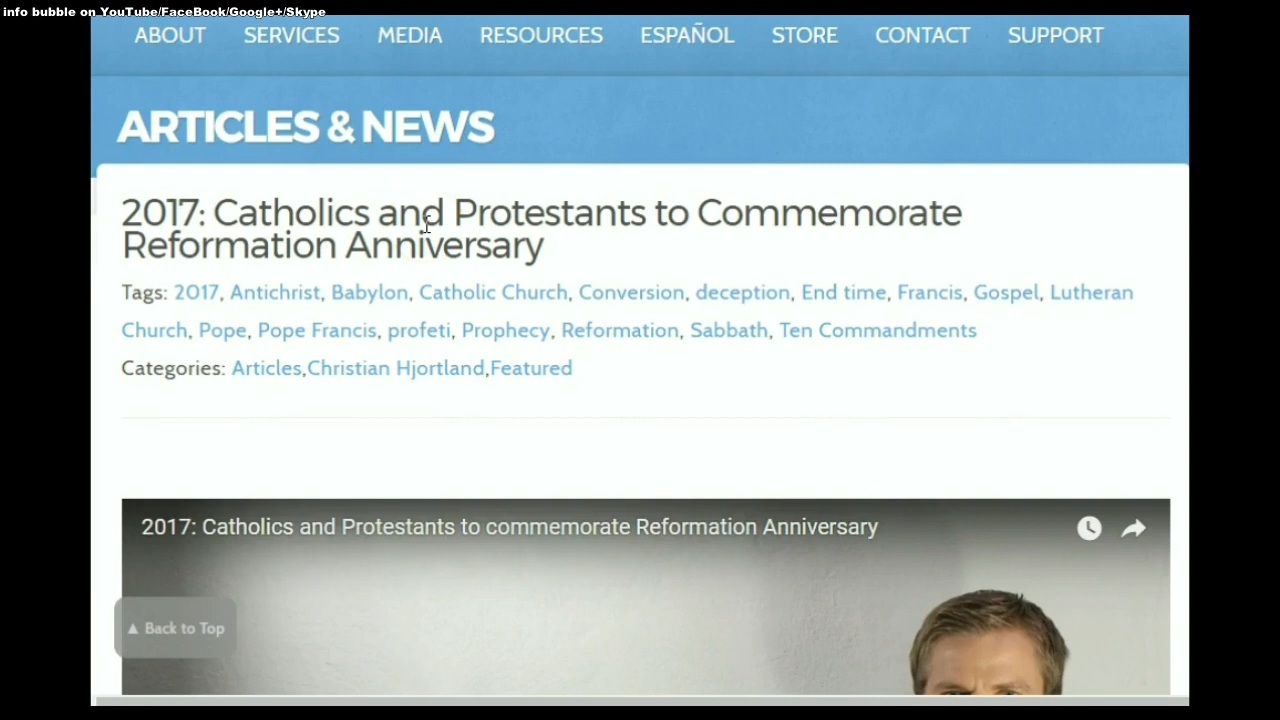 info bubble on YouTube/FaceBook/Google+/Skype
ABOUT SERVICES MEDIA RESOURCES ESPAÑOL STORE CONTACT SUPPORT
ARTICLES & NEWS
2017: Catholics and Protestants to Commemorate
Reformation Anniversary
Tags: 2017, Antichrist, Babylon, Catholic Church, Conversion, deception, End time, Francis, Gospel, Lutheran
Church, Pope, Pope Francis, profeti, Prophecy, Reformation, Sabbath, Ten Commandments
Categories: Articles,Christian Hjortland,Featured
2017: Catholics and Protestants to commemorate Reformation Anniversary
▲ Back to Top